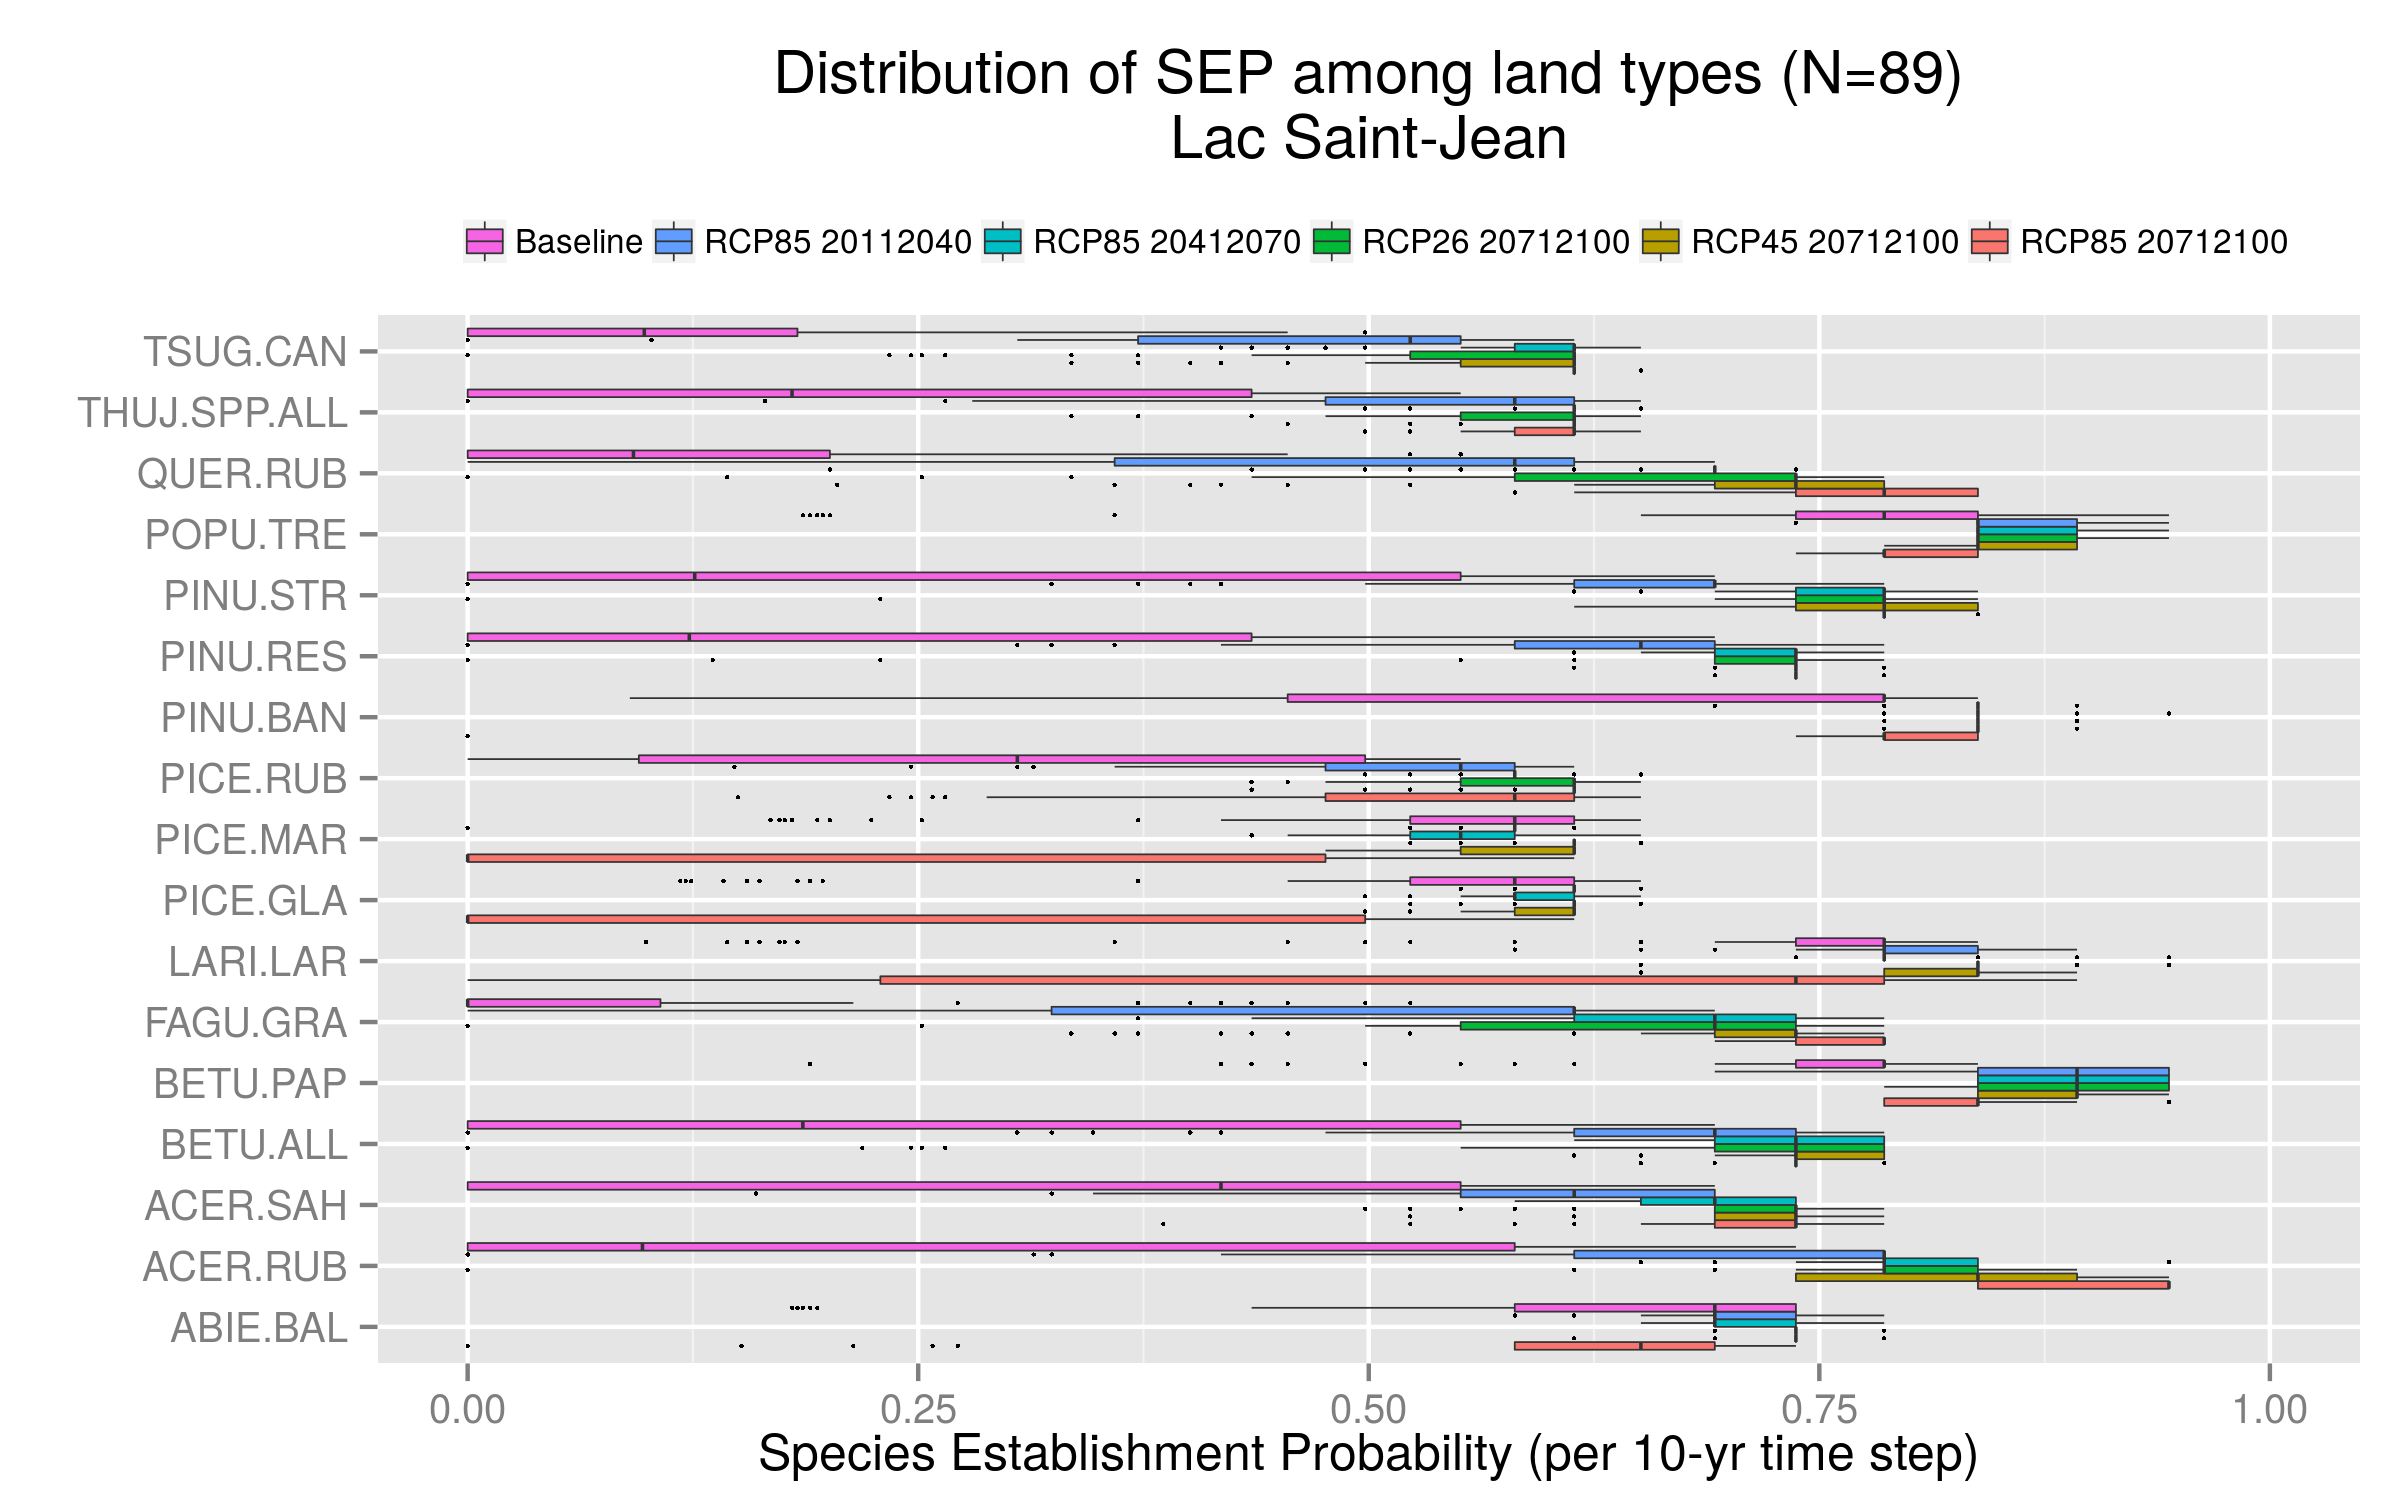 Distribution of SEP among land types (N=89)
Lac Saint-Jean
Baseline RCP85 20112040 RCP85 20412070 RCP26 20712100 RCP45 20712100 RCP85 20712100
TSUG.CAN
THUJ.SPP.ALL
QUER.RUB
POPU.TRE
PINU.STR
PINU.RES
PINU.BAN
PICE.RUB
PICE.MAR
PICE.GLA
LARI.LAR
FAGU.GRA
BETU.PAP
BETU.ALL
ACER.SAH
ACER.RUB
ABIE.BAL
0.00 0.25 0.50 0.75 1.00
Species Establishment Probability (per 10-yr time step)